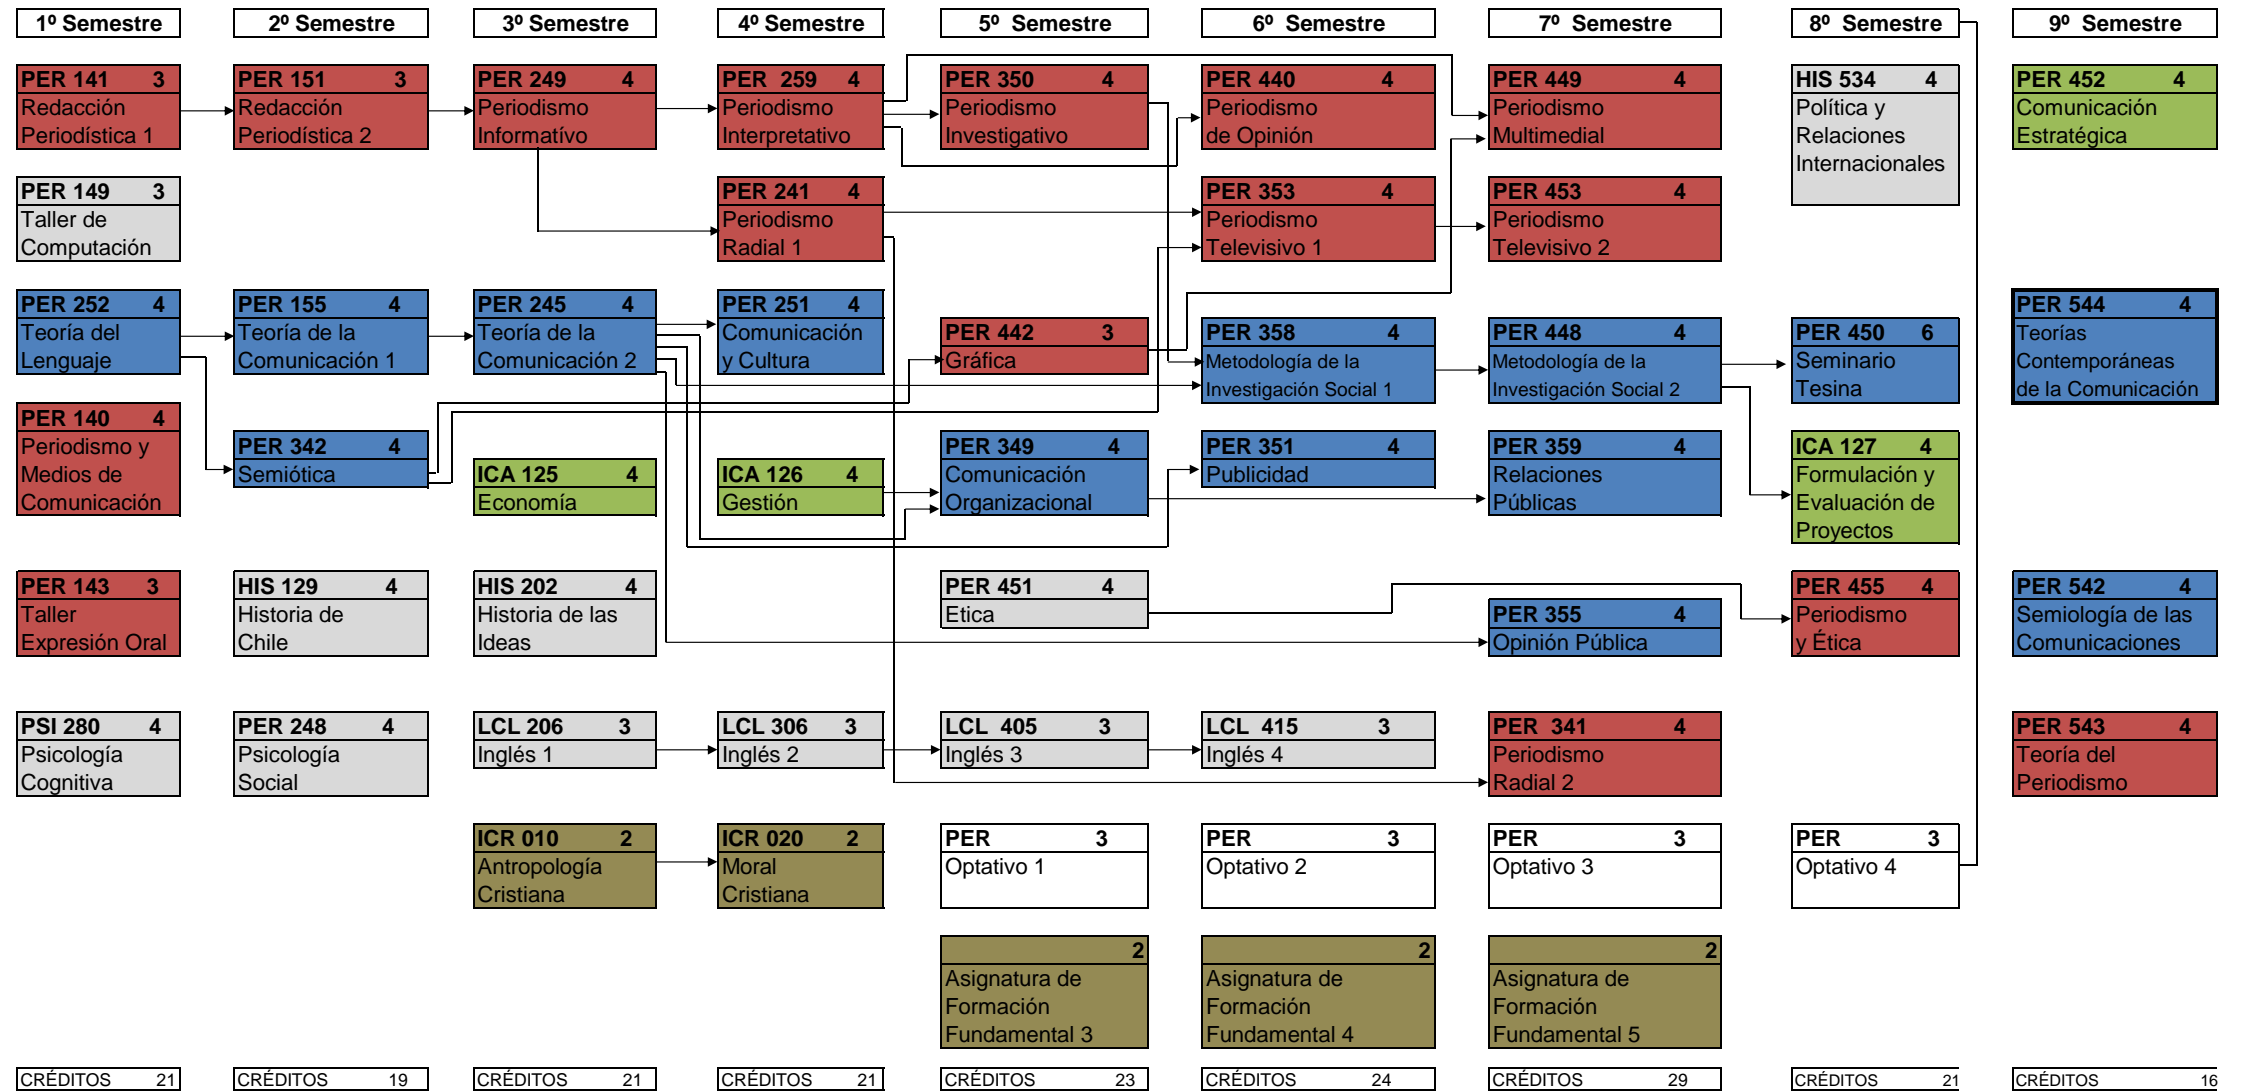 1º Semestre
2º Semestre
3º Semestre
4º Semestre
5º Semestre
6º Semestre
7º Semestre
8º Semestre
9º Semestre
PER 141 3
Redacción
Periodística 1
PER 149 3
Taller de
Computación
PER 252 4
Teoría del
Lenguaje
PER 140 4
Periodismo y
Medios de
Comunicación
PER 143 3
Taller
Expresión Oral
PSI 280 4
Psicología
Cognitiva
CRÉDITOS 21
PER 151 3
Redacción
Periodística 2
PER 155 4
Teoría de la
Comunicación 1
PER 342 4
Semiótica
HIS 129 4
Historia de
Chile
PER 248 4
Psicología
Social
CRÉDITOS 19
PER 249 4
Periodismo
Informatívo
PER 245 4
Teoría de la
Comunicación 2
ICA 125 4
Economía
HIS 202 4
Historia de las
Ideas
LCL 206 3
Inglés 1
ICR 010 2
Antropología
Cristiana
CRÉDITOS 21
PER 259 4
Periodismo
Interpretativo
PER 241 4
Periodismo
Radial 1
PER 251 4
Comunicación
y Cultura
ICA 126 4
Gestión
LCL 306 3
Inglés 2
ICR 020 2
Moral
Cristiana
CRÉDITOS 21
PER 350 4
Periodismo
Investigativo
PER 442 3
Gráfica
PER 349 4
Comunicación
Organizacional
PER 451 4
Etica
LCL 405 3
Inglés 3
PER 3
Optativo 1
2
Asignatura de
Formación
Fundamental 3
CRÉDITOS 23
PER 440 4
Periodismo
de Opinión
PER 353 4
Periodismo
Televisivo 1
PER 358 4
Metodología de la
Investigación Social 1
PER 351 4
Publicidad
LCL 415 3
Inglés 4
PER 3
Optativo 2
2
Asignatura de
Formación
Fundamental 4
CRÉDITOS 24
PER 449 4
Periodismo
Multimedial
PER 453 4
Periodismo
Televisivo 2
PER 448 4
Metodología de la
Investigación Social 2
PER 359 4
Relaciones
Públicas
PER 355 4
Opinión Pública
PER 341 4
Periodismo
Radial 2
PER 3
Optativo 3
2
Asignatura de
Formación
Fundamental 5
CRÉDITOS 29
HIS 534 4
Política y
Relaciones
Internacionales
PER 450 6
Seminario
Tesina
ICA 127 4
Formulación y
Evaluación de
Proyectos
PER 455 4
Periodismo
y Ética
PER 3
Optativo 4
CRÉDITOS 21
PER 452 4
Comunicación
Estratégica
PER 544 4
Teorías
Contemporáneas
de la Comunicación
PER 542 4
Semiología de las
Comunicaciones
PER 543 4
Teoría del
Periodismo
CRÉDITOS 16